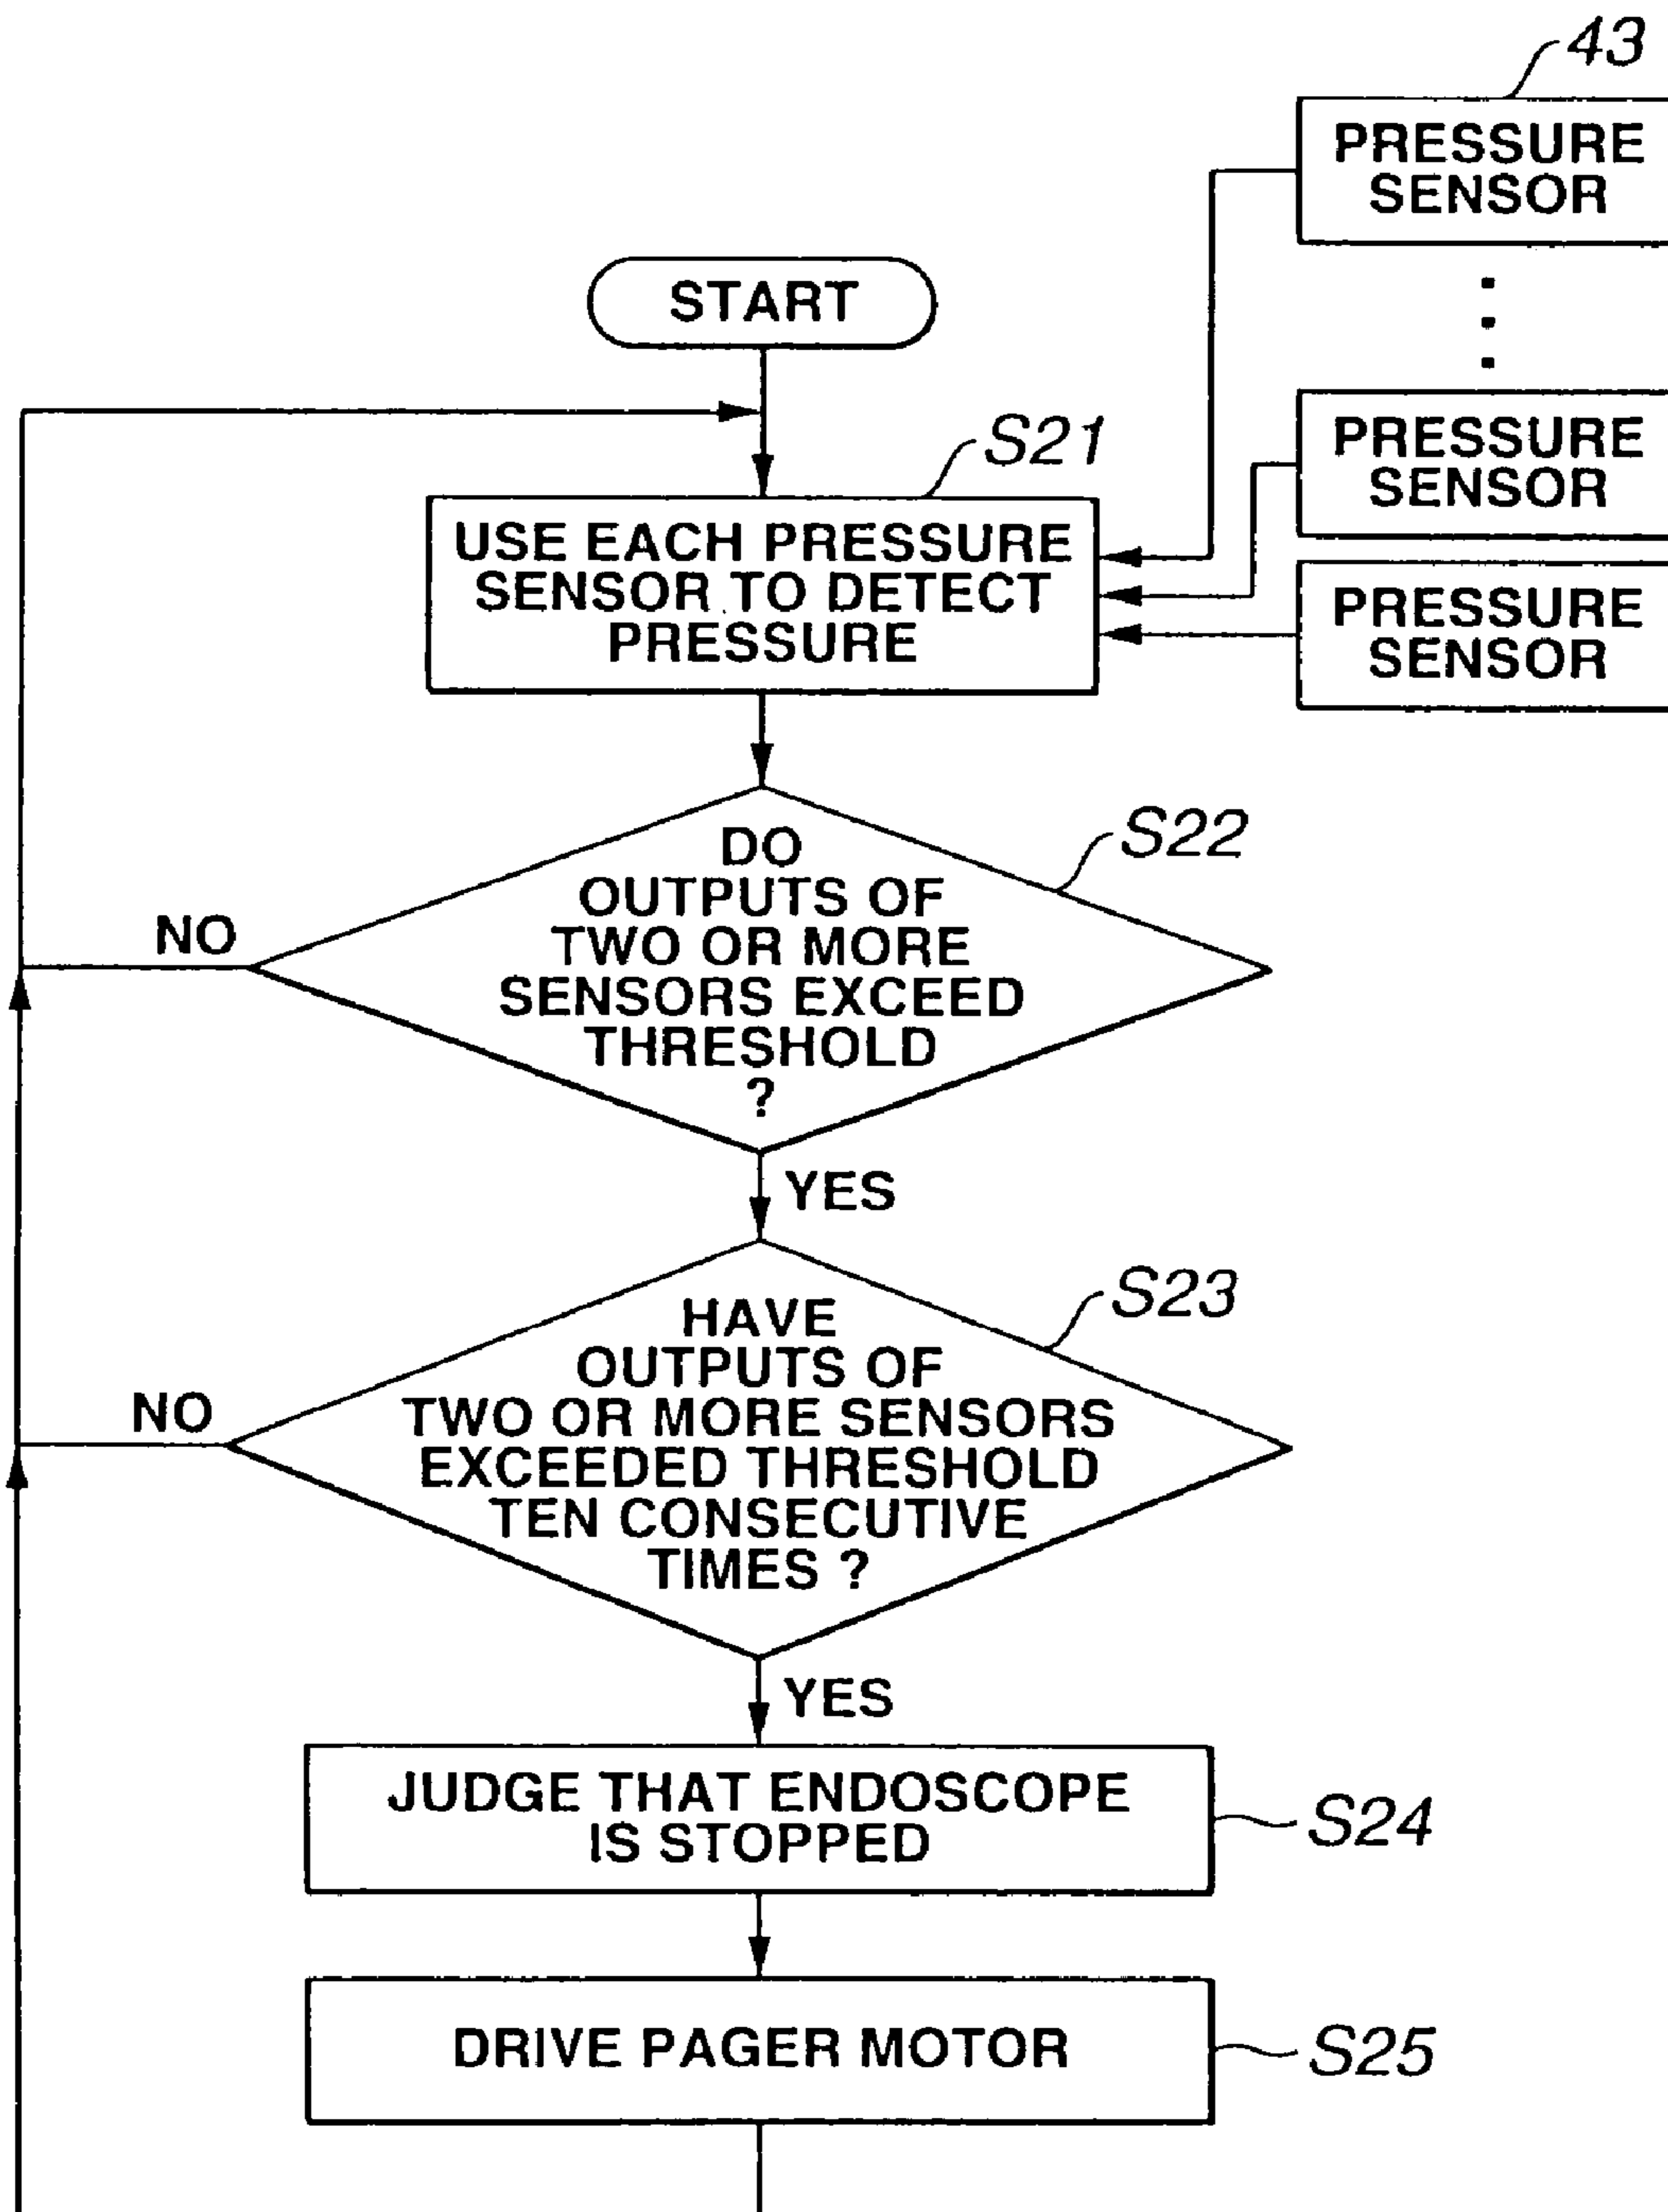 43
PRESSURE
SENSOR
START
S21
PRESSURE
SENSOR
USE EACH PRESSURE
SENSOR TO DETECT
PRESSURE
PRESSURE
SENSOR
S22
DO
OUTPUTS OF
TWO OR MORE
SENSORS EXCEED
THRESHOLD
?
NO
YES
S23
HAVE
OUTPUTS OF
TWO OR MORE SENSORS
EXCEEDED THRESHOLD
TEN CONSECUTIVE
TIMES ?
NO
YES
JUDGE THAT ENDOSCOPE
IS STOPPED
S24
DRIVE PAGER MOTOR
S25